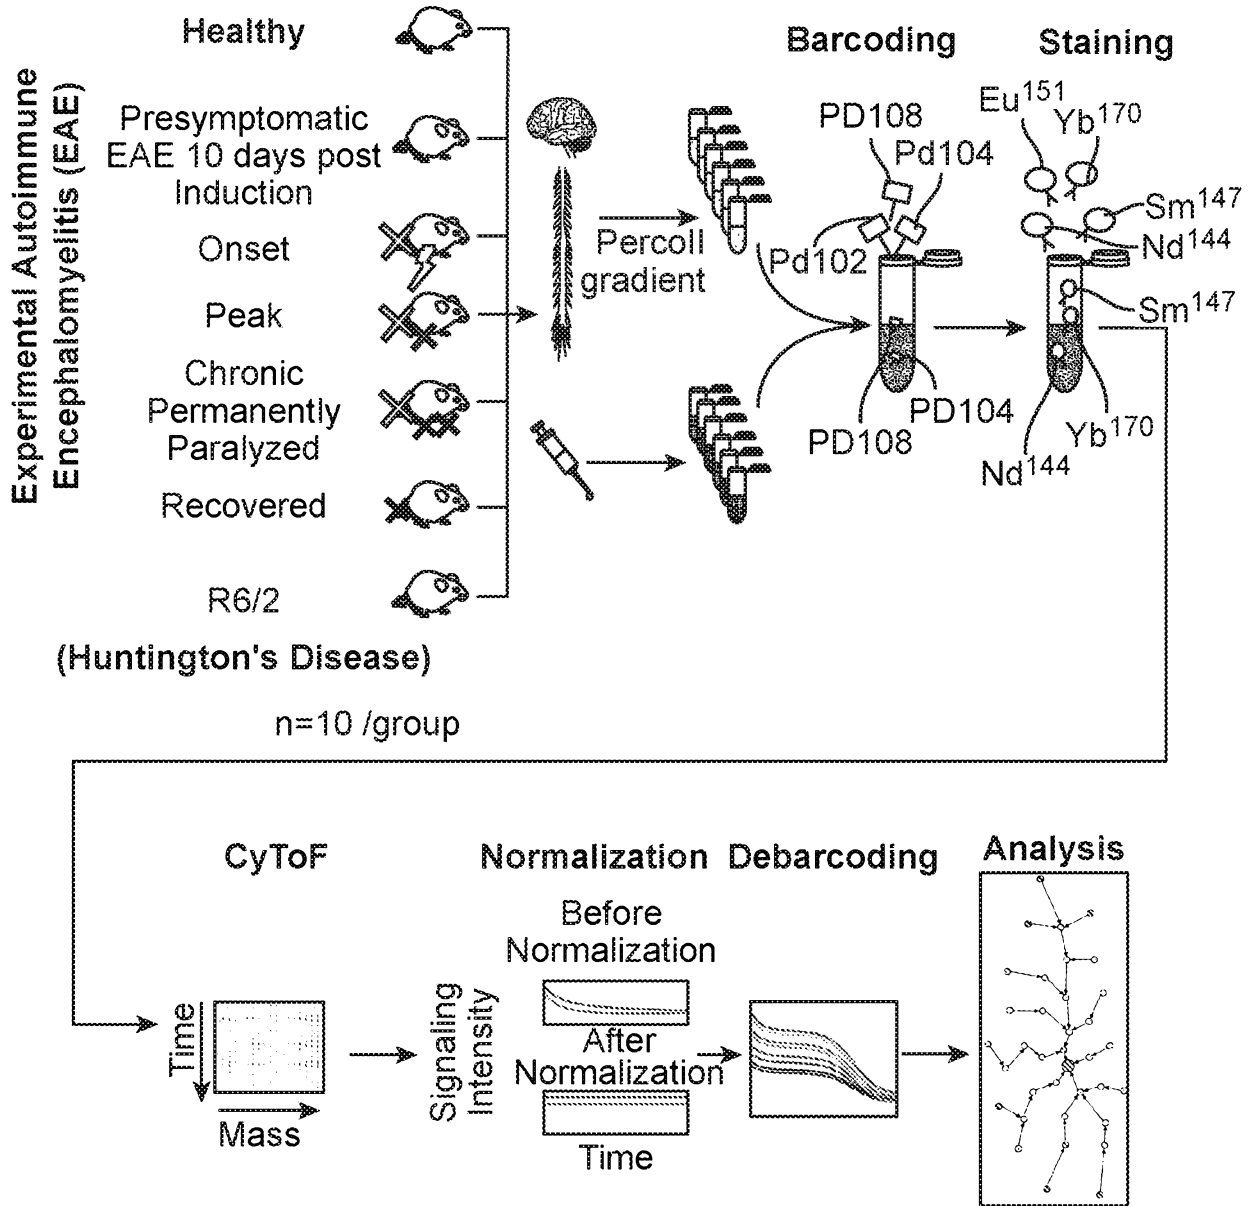 Healthy
Experimental Autoimmune
Encephalomyelitis (EAE)
Presymptomatic
EAE 10 days post
Induction
Onset
Peak
Chronic
Permanently
Paralyzed
Recovered
R6/2
(Huntington's Disease)
n=10 /group
Percoll
gradient
Barcoding
PD108
Pd104
Pd102
PD104
PD108
Staining
Eu151
Yb170
Sm147
Nd144
Sm147
Yb170
Nd144
CyToF
Time
Mass
Normalization
Before
Normalization
Signaling
Intensity
After
Normalization
Time
Debarcoding
Analysis